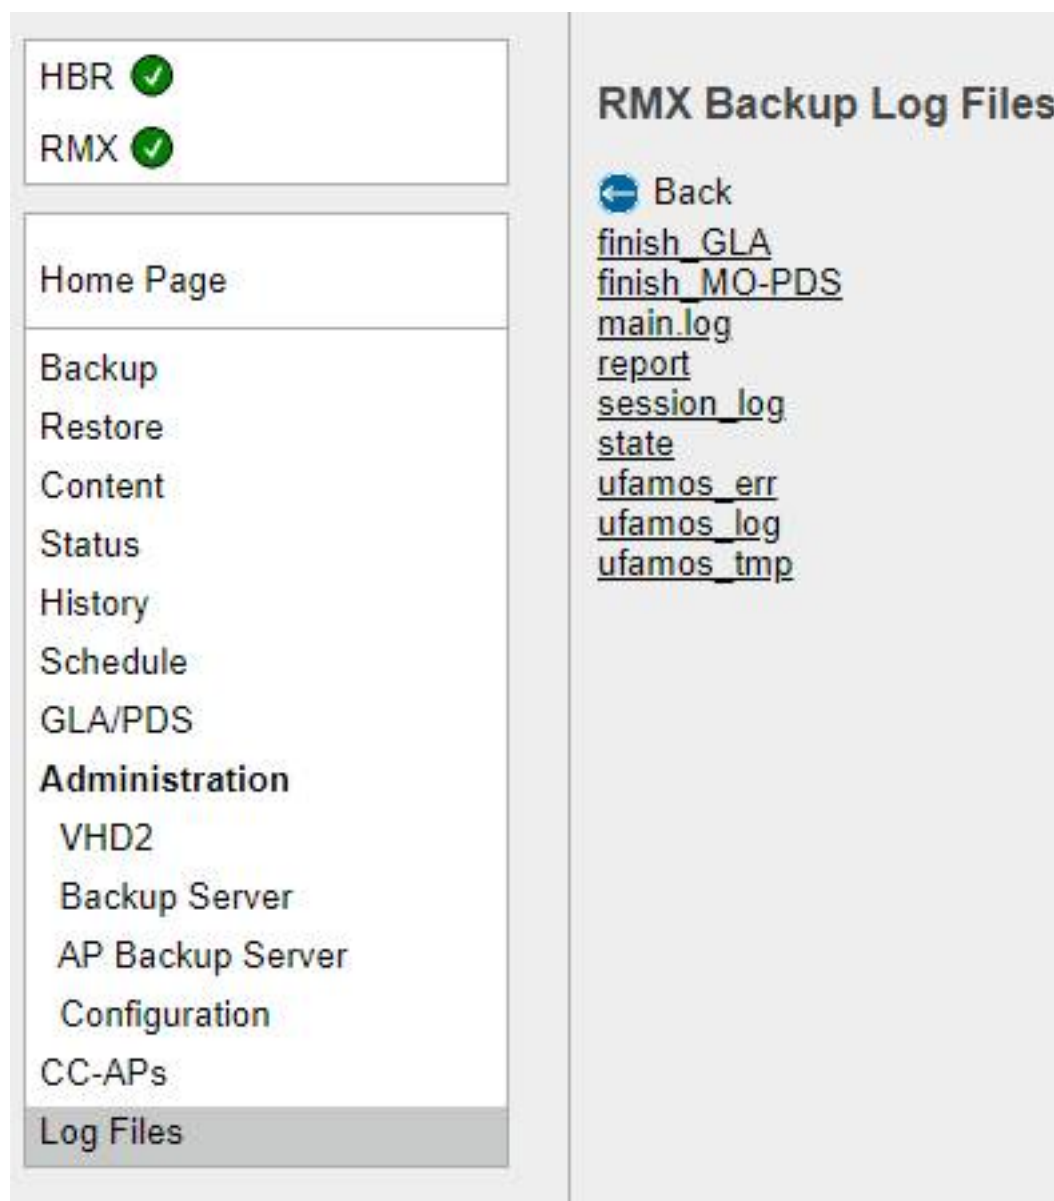 HBR
RMX
Home Page
Backup
Restore
Content
Status
History
Schedule
GLA/PDS
Administration
VHD2
Backup Server
AP Backup Server
Configuration
CC-APs
Log Files
RMX Backup Log Files
Back
finish_GLA
finish_MO-PDS
main.log
report
session_log
state
ufamos_err
ufamos_log
ufamos_tmp